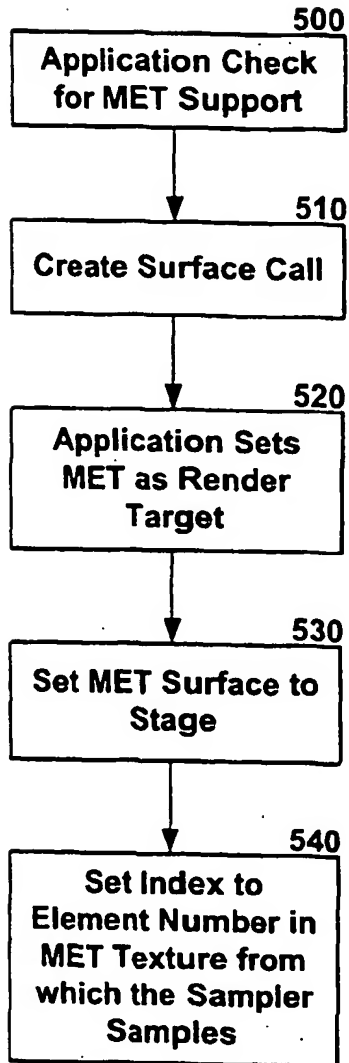 500
Application Check
for MET Support
510
Create Surface Call
520
Application Sets
MET as Render
Target
530
Set MET Surface to
Stage
540
Set Index to
Element Number in
MET Texture from
which the Sampler
Samples